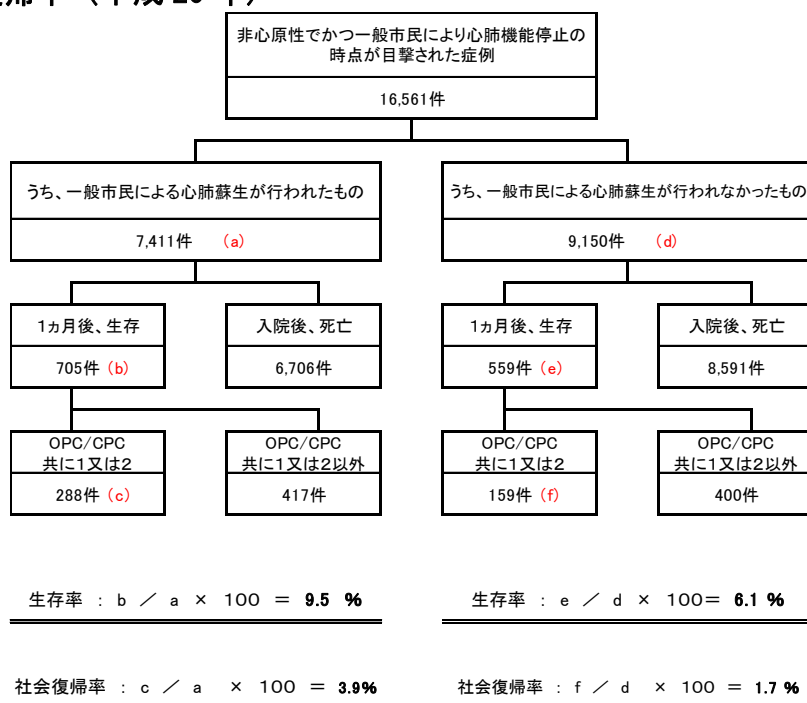 非心原性でかつ一般市民により心肺機能停止の
時点が目撃された症例
16,561件
うち、一般市民による心肺蘇生が行われたもの
7,411件 (a)
うち、一般市民による心肺蘇生が行われなかったもの
9,150件 (d)
1ヵ月後、生存
705件 (b)
入院後、死亡
6,706件
1ヵ月後、生存
559件 (e)
入院後、死亡
8,591件
OPC/CPC
共に1又は2
288件 (c)
OPC/CPC
共に1又は2以外
417件
OPC/CPC
共に1又は2
159件 (f)
OPC/CPC
共に1又は2以外
400件
生存率 : b / a × 100 = 9.5 %
生存率 : e / d × 100= 6.1 %
社会復帰率 : c / a × 100 = 3.9%
社会復帰率 : f / d × 100 = 1.7 %